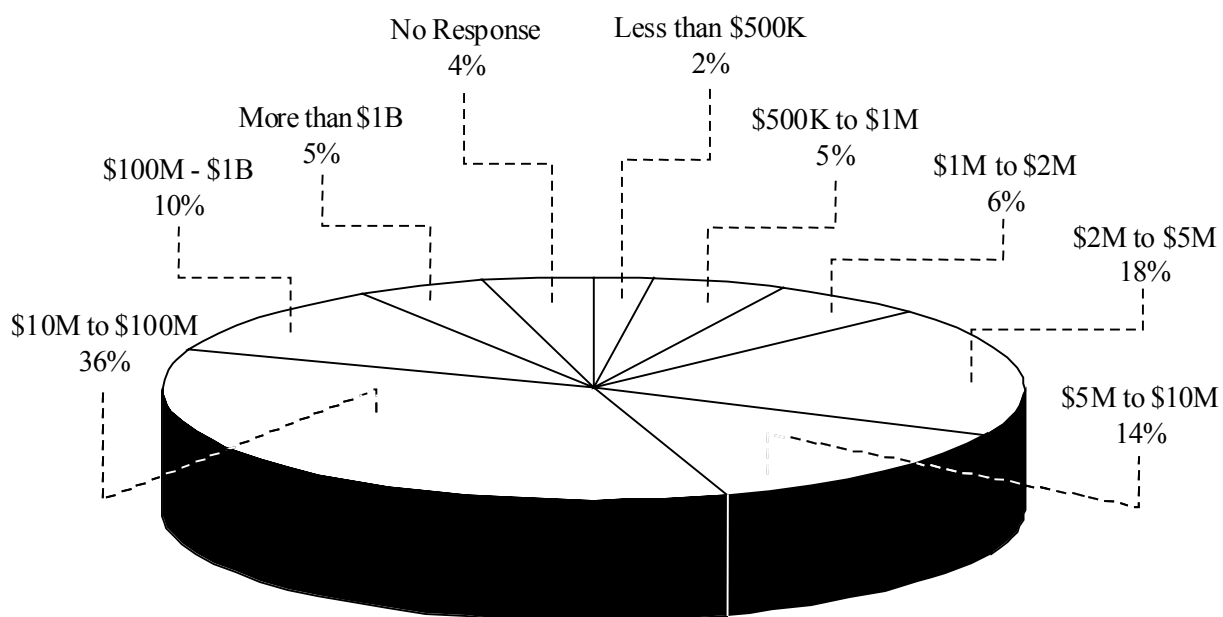 No Response
4%
Less than $500K
2%
More than $1B
5%
$500K to $1M
5%
$100M - $1B
10%
$1M to $2M
6%
$2M to $5M
18%
$10M to $100M
36%
$5M to $10M
14%